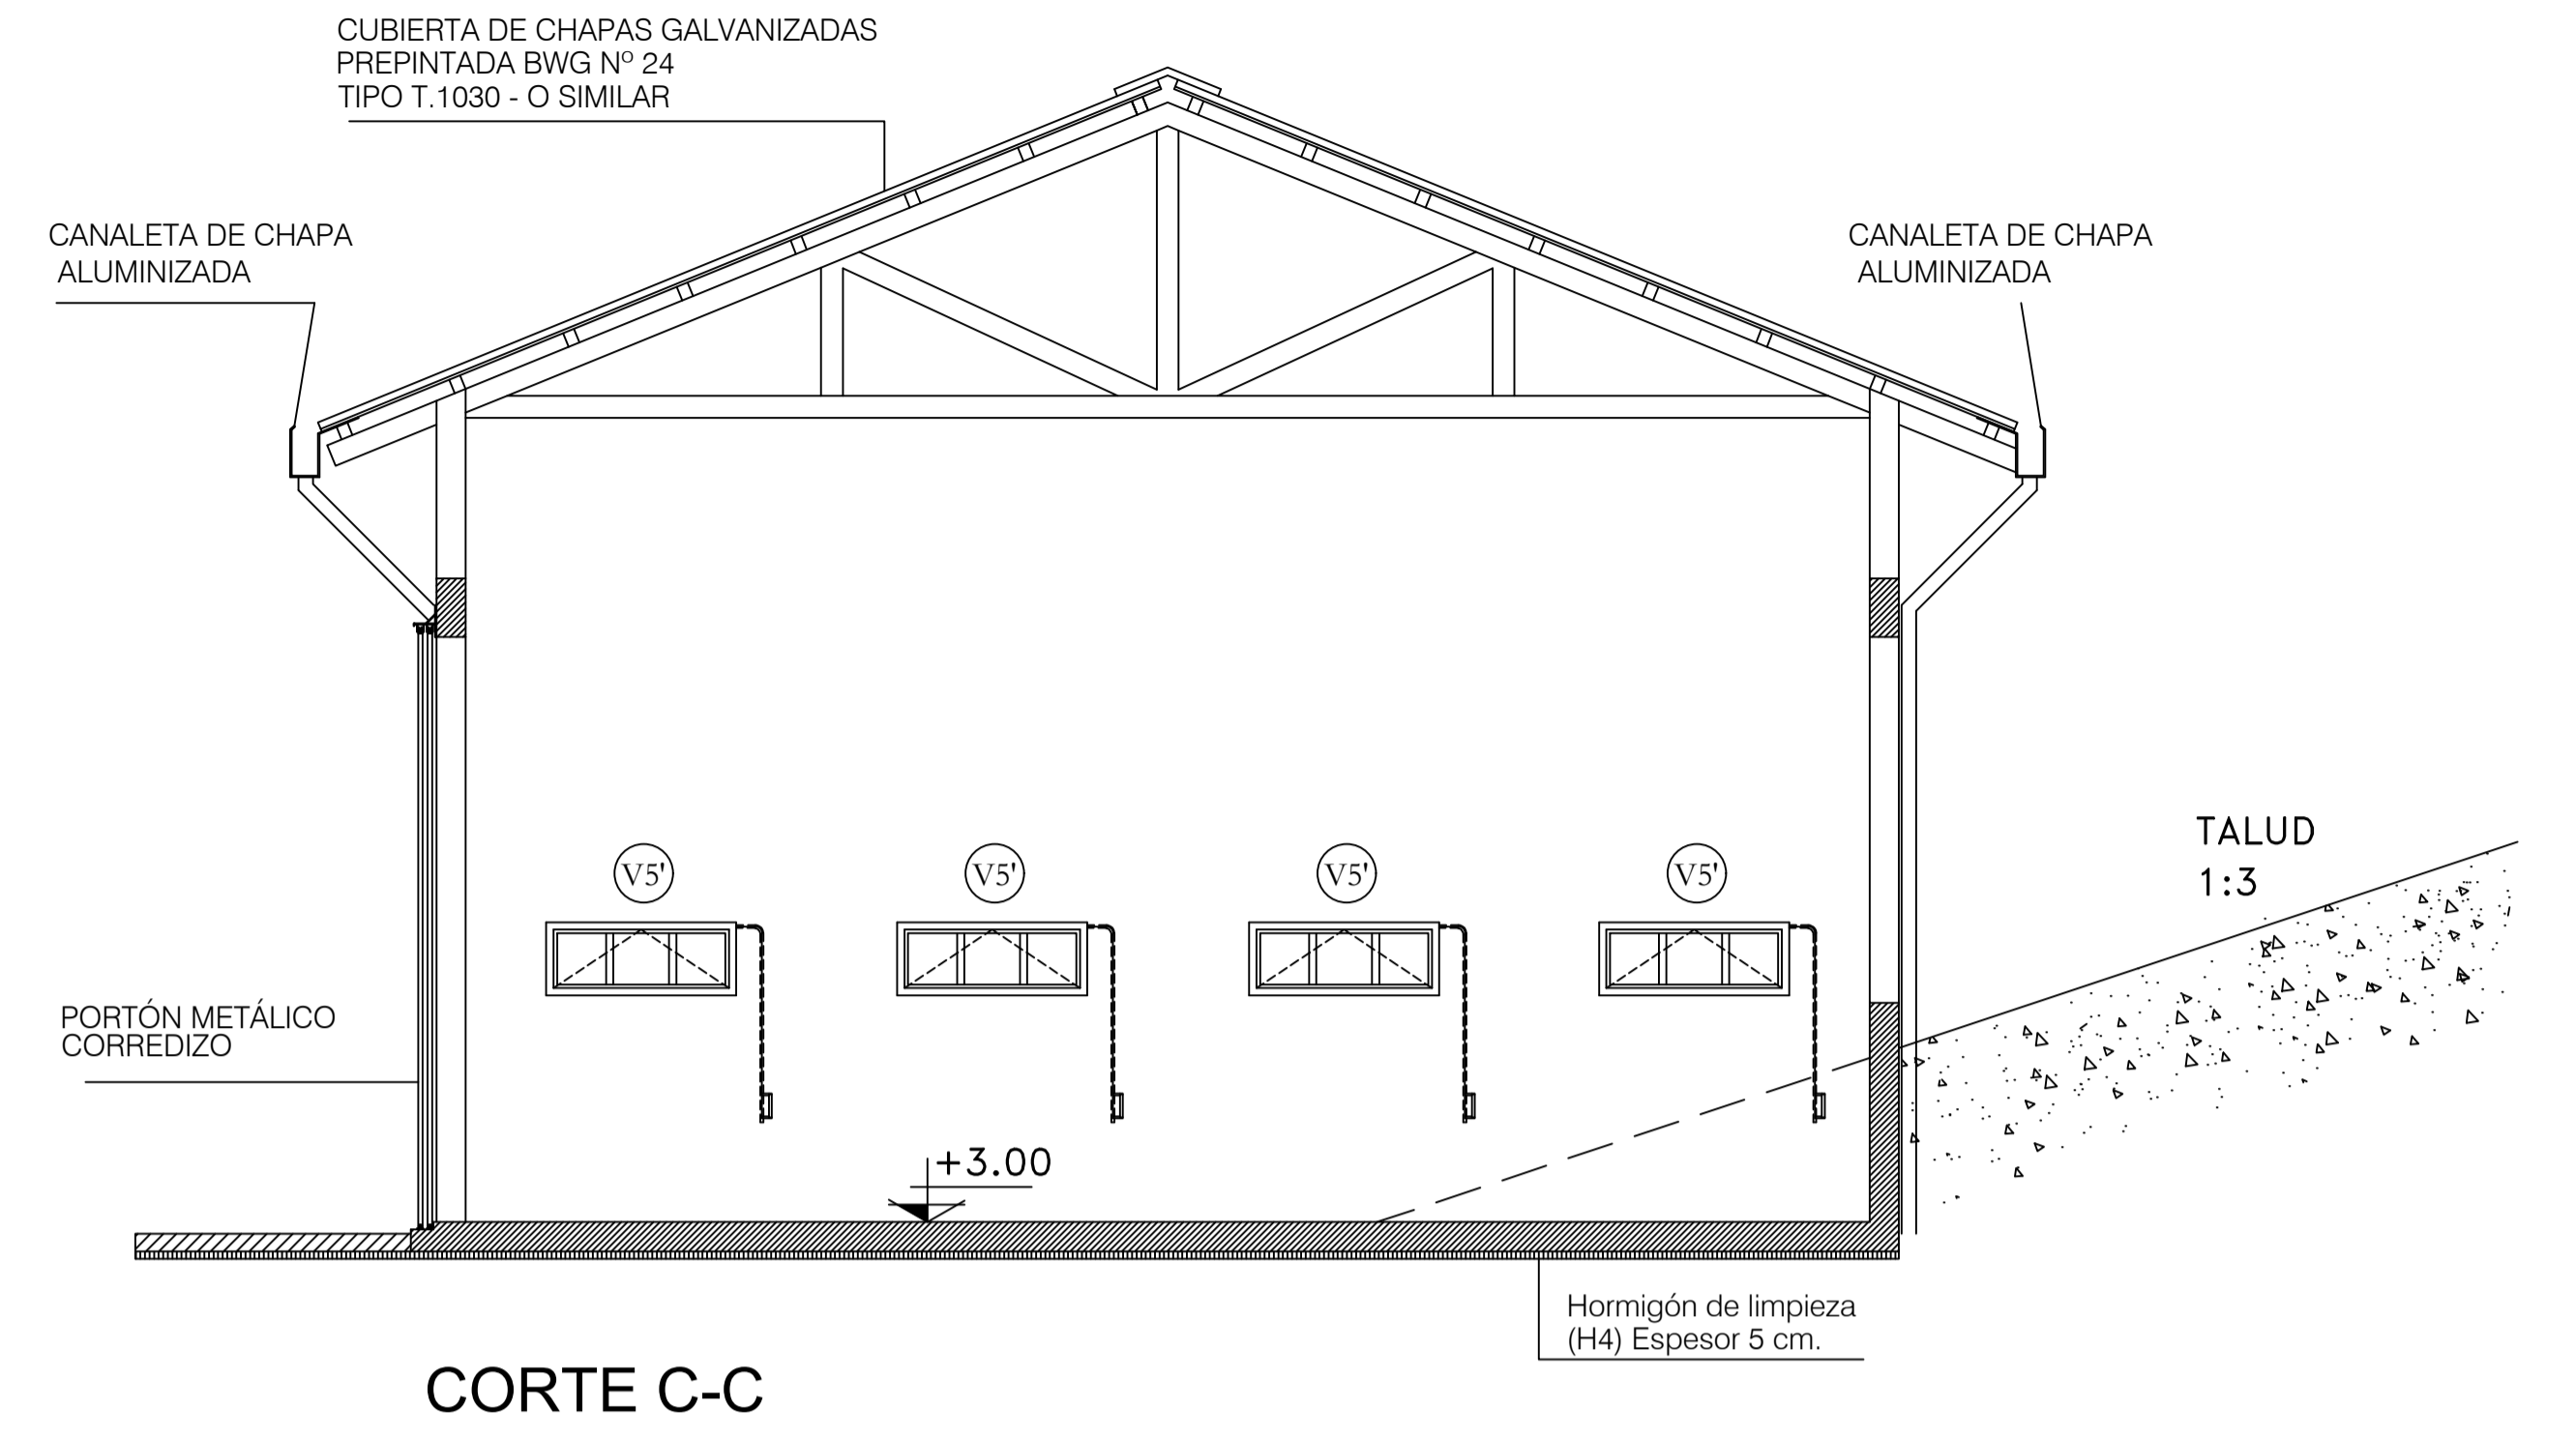 CUBIERTA DE CHAPAS GALVANIZADAS
PREPINTADA BWG Nº 24
TIPO T.1030 - O SIMILAR
CANALETA DE CHAPA
ALUMINIZADA
CANALETA DE CHAPA
ALUMINIZADA
TALUD
1:3
V5'
V5'
V5'
V5'
PORTÓN METÁLICO
CORREDIZO
+3.00
Hormigón de limpieza
(H4) Espesor 5 cm.
CORTE C-C